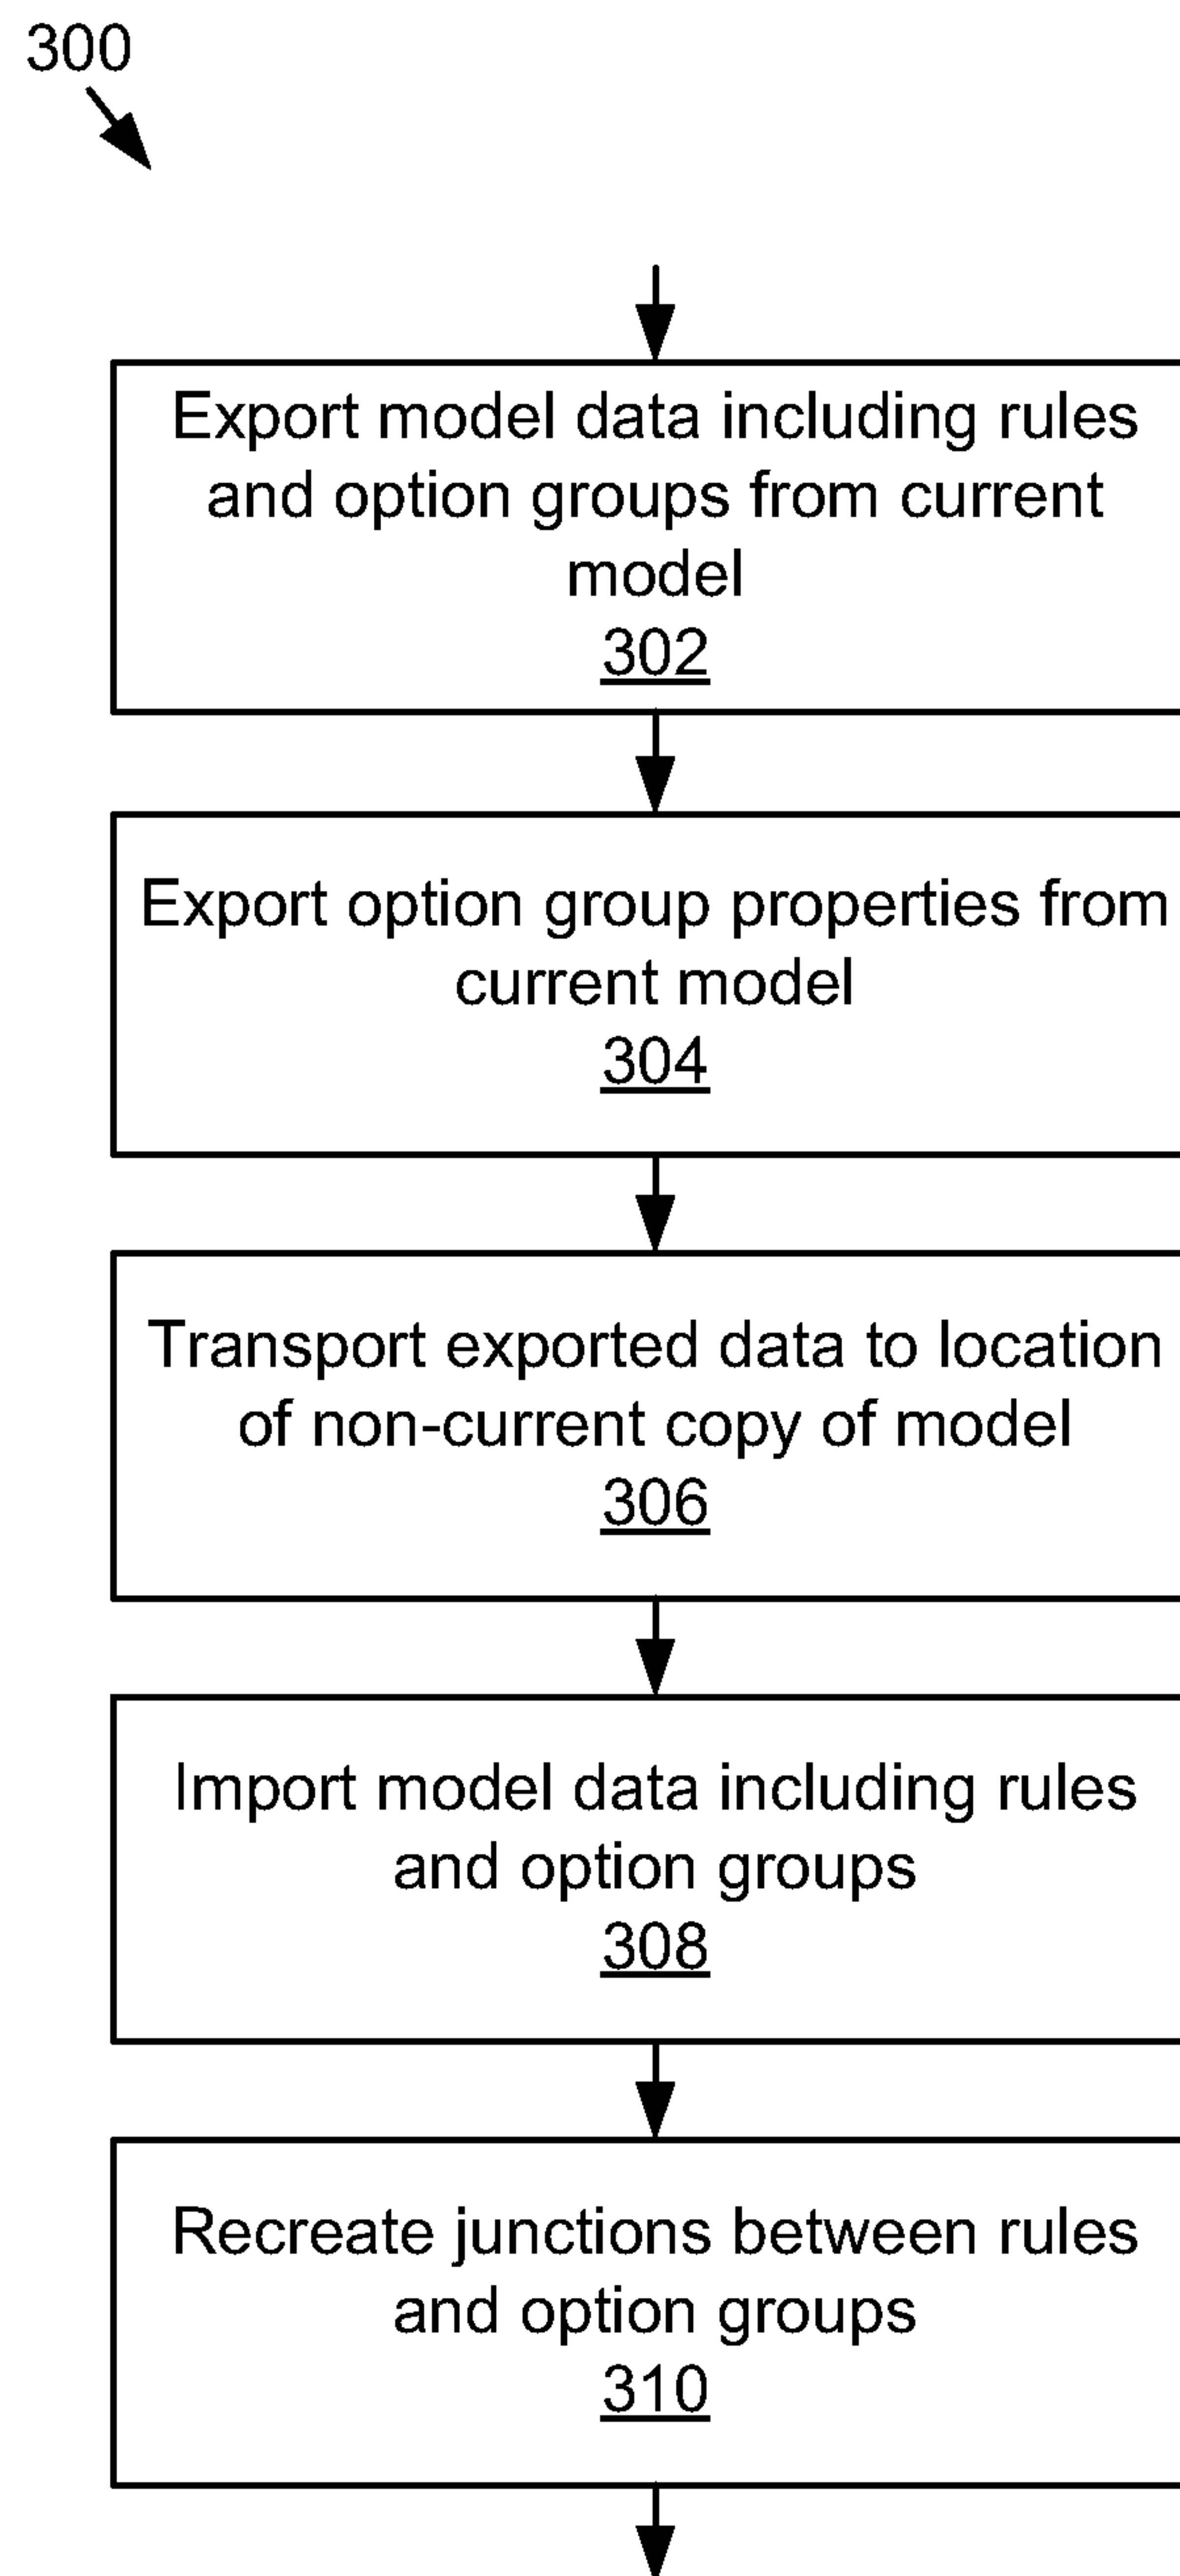 300
Export model data including rules
and option groups from current
model
302
Export option group properties from
current model
304
Transport exported data to location
of non-current copy of model
306
Import model data including rules
and option groups
308
Recreate junctions between rules
and option groups
310